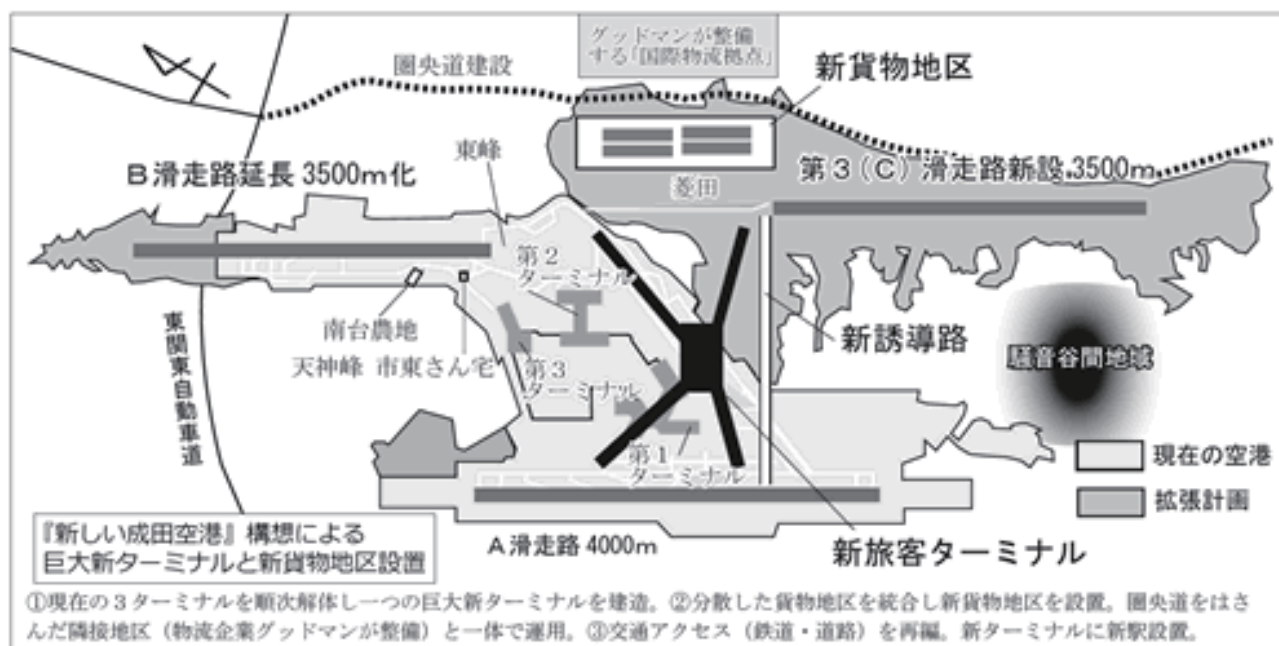 グッドマンが整備
する「国際物流拠点」
圏央道建設
新貨物地区
東峰
B滑走路延長 3500m化
第3(C)滑走路新設 3500m
菱田
第2
ターミナル
南台農地
天神峰 市東さん宅
第3
ターミナル
新誘導路
騒音谷間地域
東関東自動車道
第1
ターミナル
現在の空港
拡張計画
『新しい成田空港』構想による
巨大新ターミナルと新貨物地区設置
A滑走路 4000m
新旅客ターミナル
①現在の3ターミナルを順次解体し一つの巨大新ターミナルを建造。②分散した貨物地区を統合し新貨物地区を設置。圏央道をはさ
んだ隣接地区（物流企業グッドマンが整備）と一体で運用。③交通アクセス（鉄道・道路）を再編。新ターミナルに新駅設置。